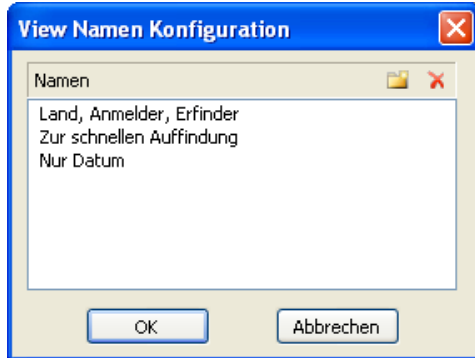 View Namen Konfiguration
Namen
Land, Anmelder, Erfinder
Zur schnellen Auffindung
Nur Datum
OK
Abbrechen